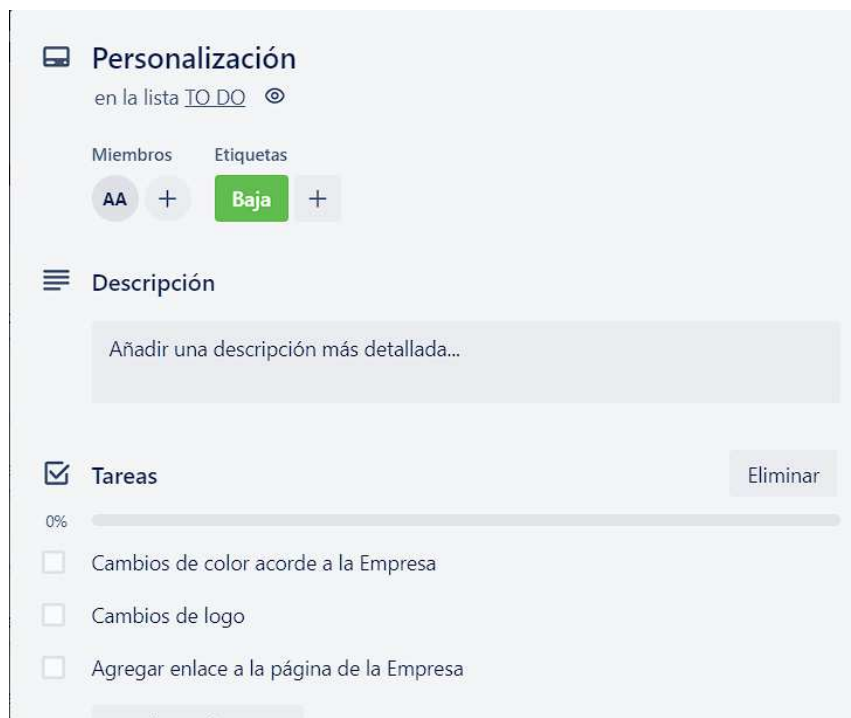 Personalización
en la lista TO DO
Miembros Etiquetas
AA + Baja +
Descripción
Añadir una descripción más detallada...
Tareas Eliminar
0%
Cambios de color acorde a la Empresa
Cambios de logo
Agregar enlace a la página de la Empresa